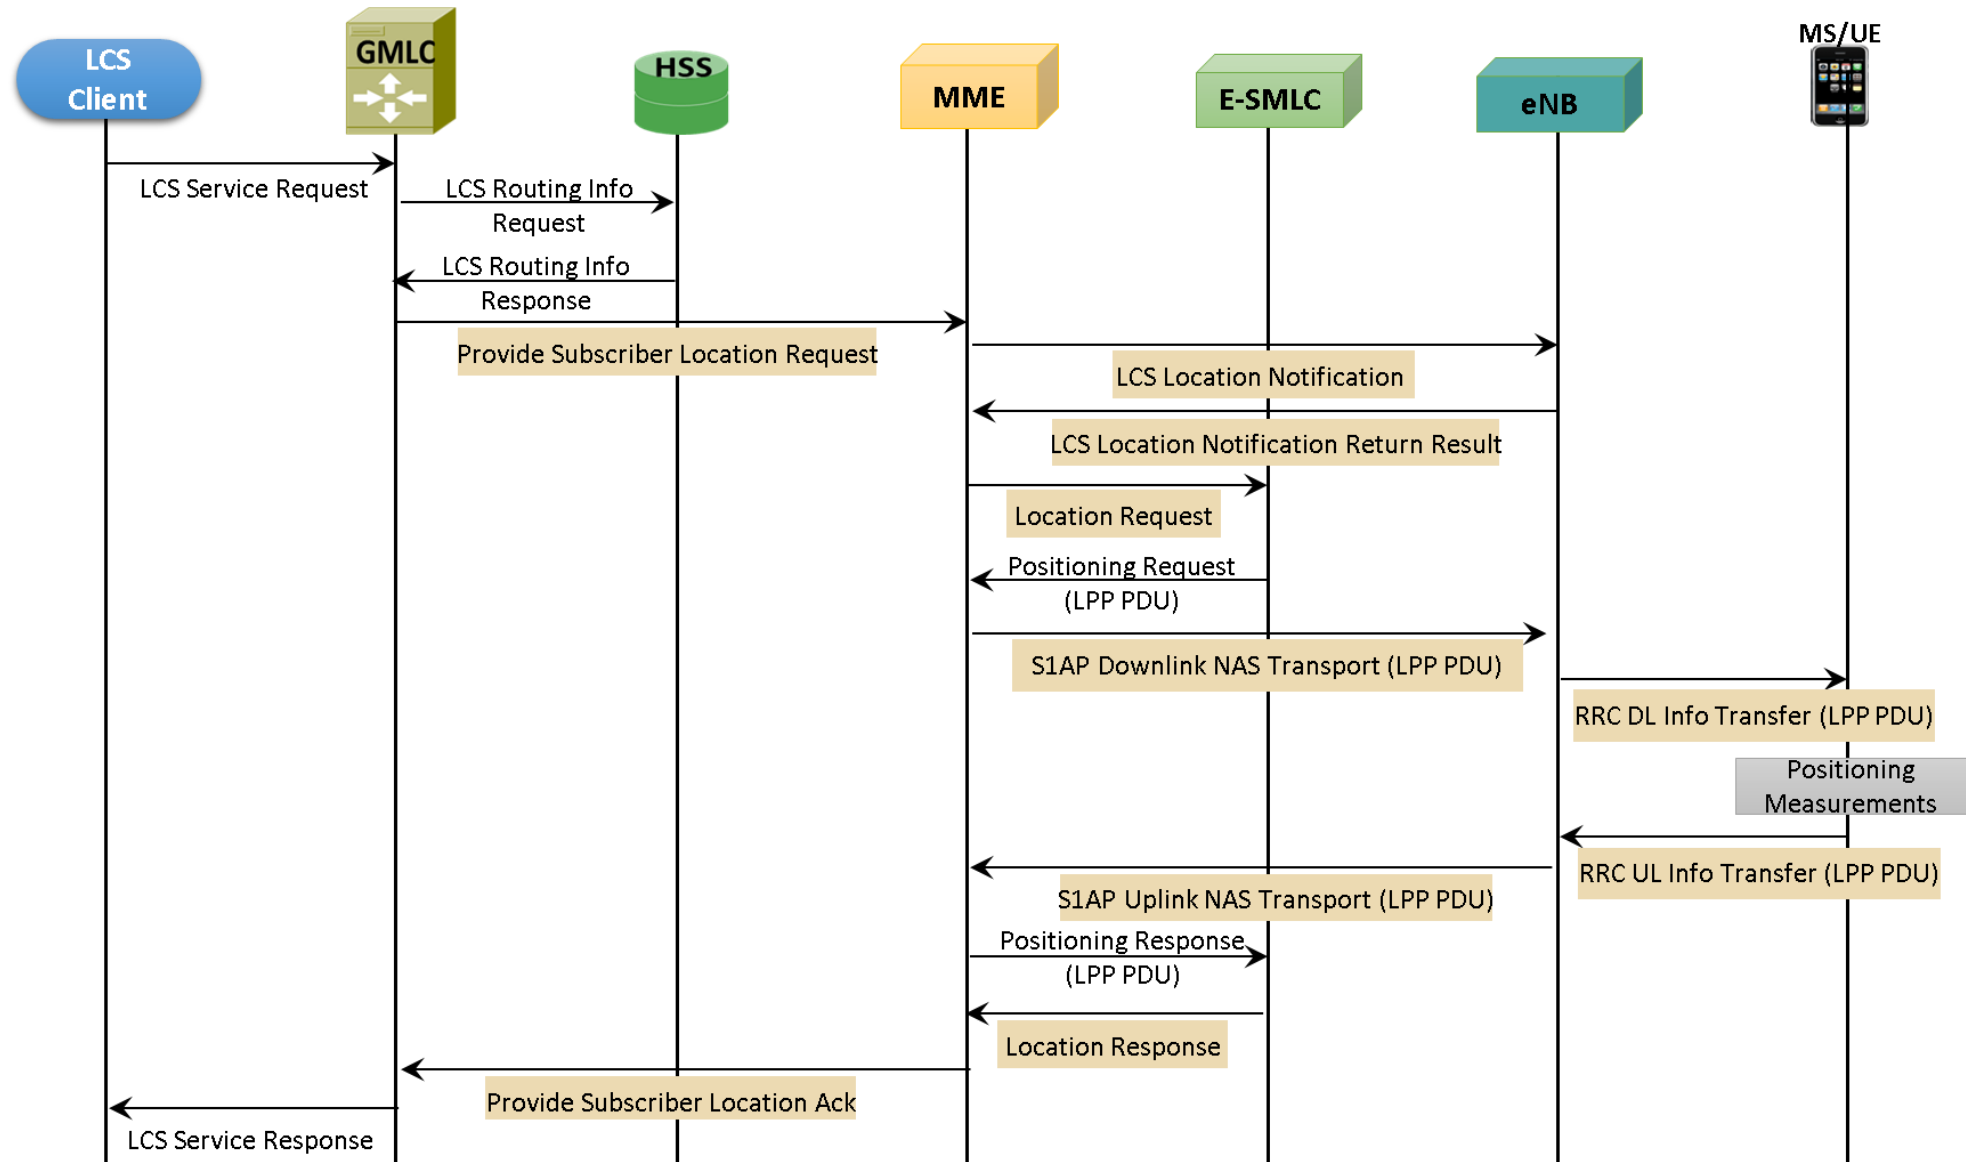 MS/UE
LCS
Client
GMLC
HSS
MME
E-SMLC
eNB
LCS Service Request
LCS Routing Info
Request
LCS Routing Info
Response
Provide Subscriber Location Request
LCS Location Notification
LCS Location Notification Return Result
Location Request
Positioning Request
(LPP PDU)
S1AP Downlink NAS Transport (LPP PDU)
RRC DL Info Transfer (LPP PDU)
Positioning
Measurements
RRC UL Info Transfer (LPP PDU)
S1AP Uplink NAS Transport (LPP PDU)
Positioning Response
(LPP PDU)
Location Response
Provide Subscriber Location Ack
LCS Service Response